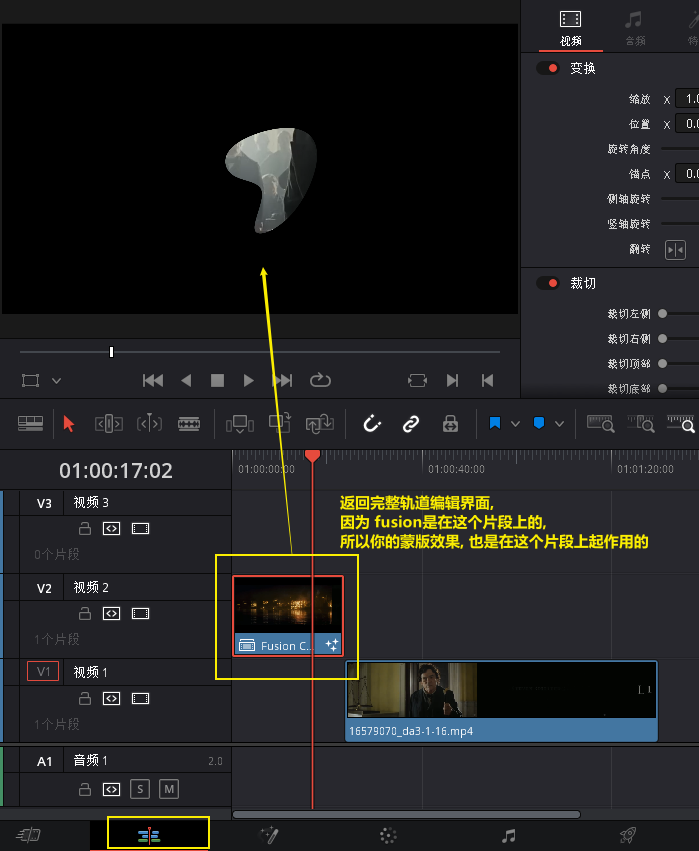 视频
音频
特
变换
缩放 X 1.0
位置 X 0.0
旋转角度
锚点 X 0.0
侧轴旋转
竖轴旋转
翻转
裁切
裁切左侧
裁切右侧
裁切顶部
裁切底部
01:00:17:02
01:00:00:00
01:00:40:00
01:01:20:00
V3 视频 3
0个片段
返回完整轨道编辑界面,
因为 fusion是在这个片段上的,
所以你的蒙版效果, 也是在这个片段上起作用的
V2 视频 2
1个片段
Fusion C...
V1 视频 1
1个片段
16579070_da3-1-16.mp4
A1 音频 1 2.0
S M